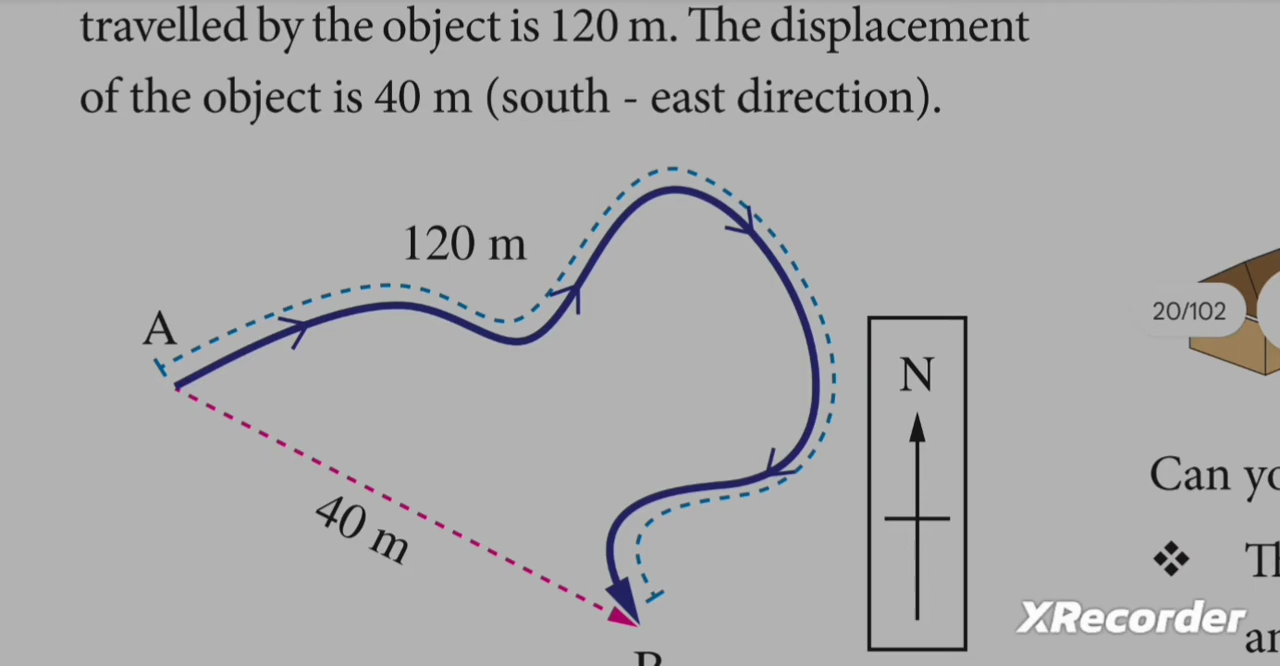 travelled by the object is 120 m. The displacement
of the object is 40 m (south - east direction).
120 m
A
40 m
N
20/102
Can
XRecorder